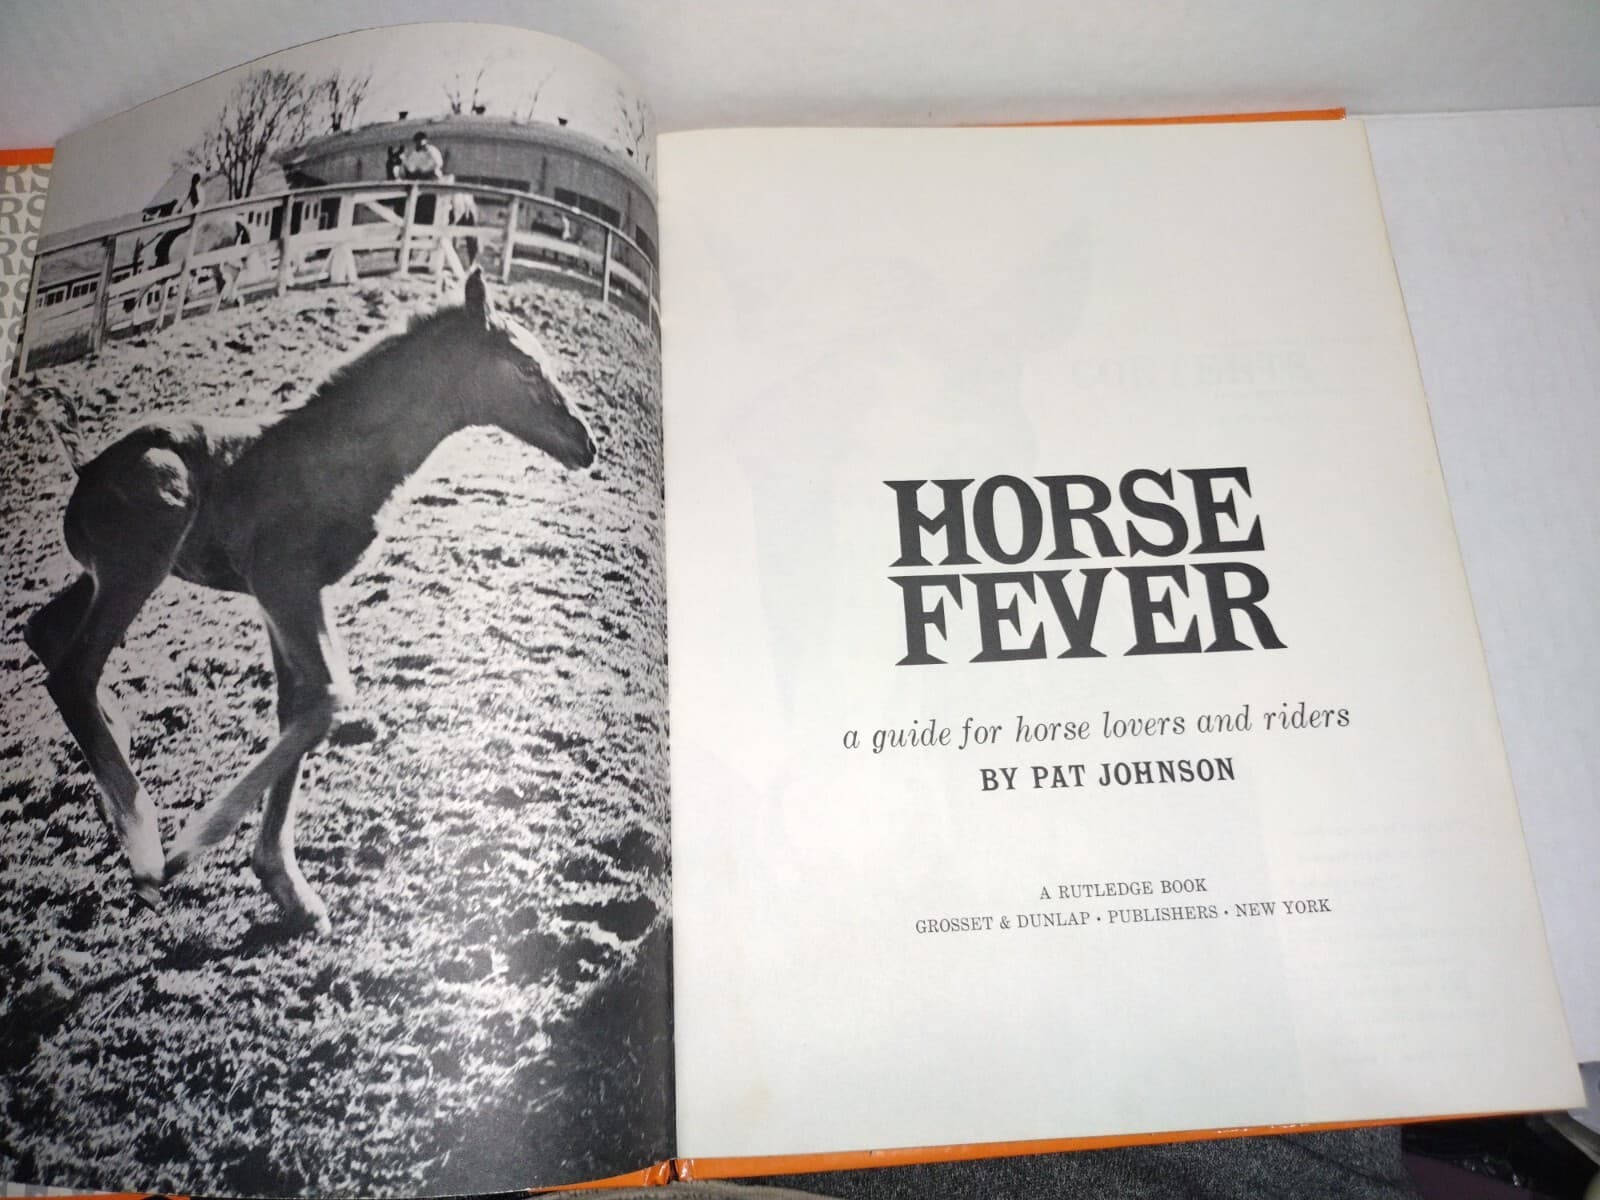 HORSE
FEVER
a guide for horse lovers and riders
BY PAT JOHNSON
A RUTLEDGE BOOK
GROSSET & DUNLAP • PUBLISHERS • NEW YORK